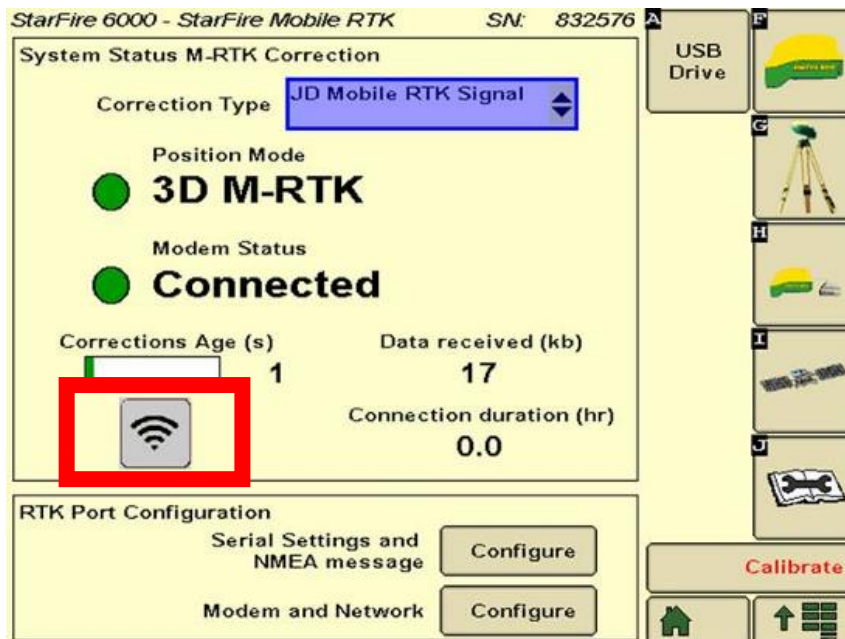 StarFire 6000 - StarFire Mobile RTK SN: 832576
System Status M-RTK Correction
Correction Type JD Mobile RTK Signal
Position Mode
3D M-RTK
Modem Status
Connected
Corrections Age (s) Data received (kb)
1 17
Connection duration (hr)
0.0
RTK Port Configuration
Serial Settings and
NMEA message Configure
Modem and Network Configure
A
USB
Drive
F
G
H
I
J
Calibrate